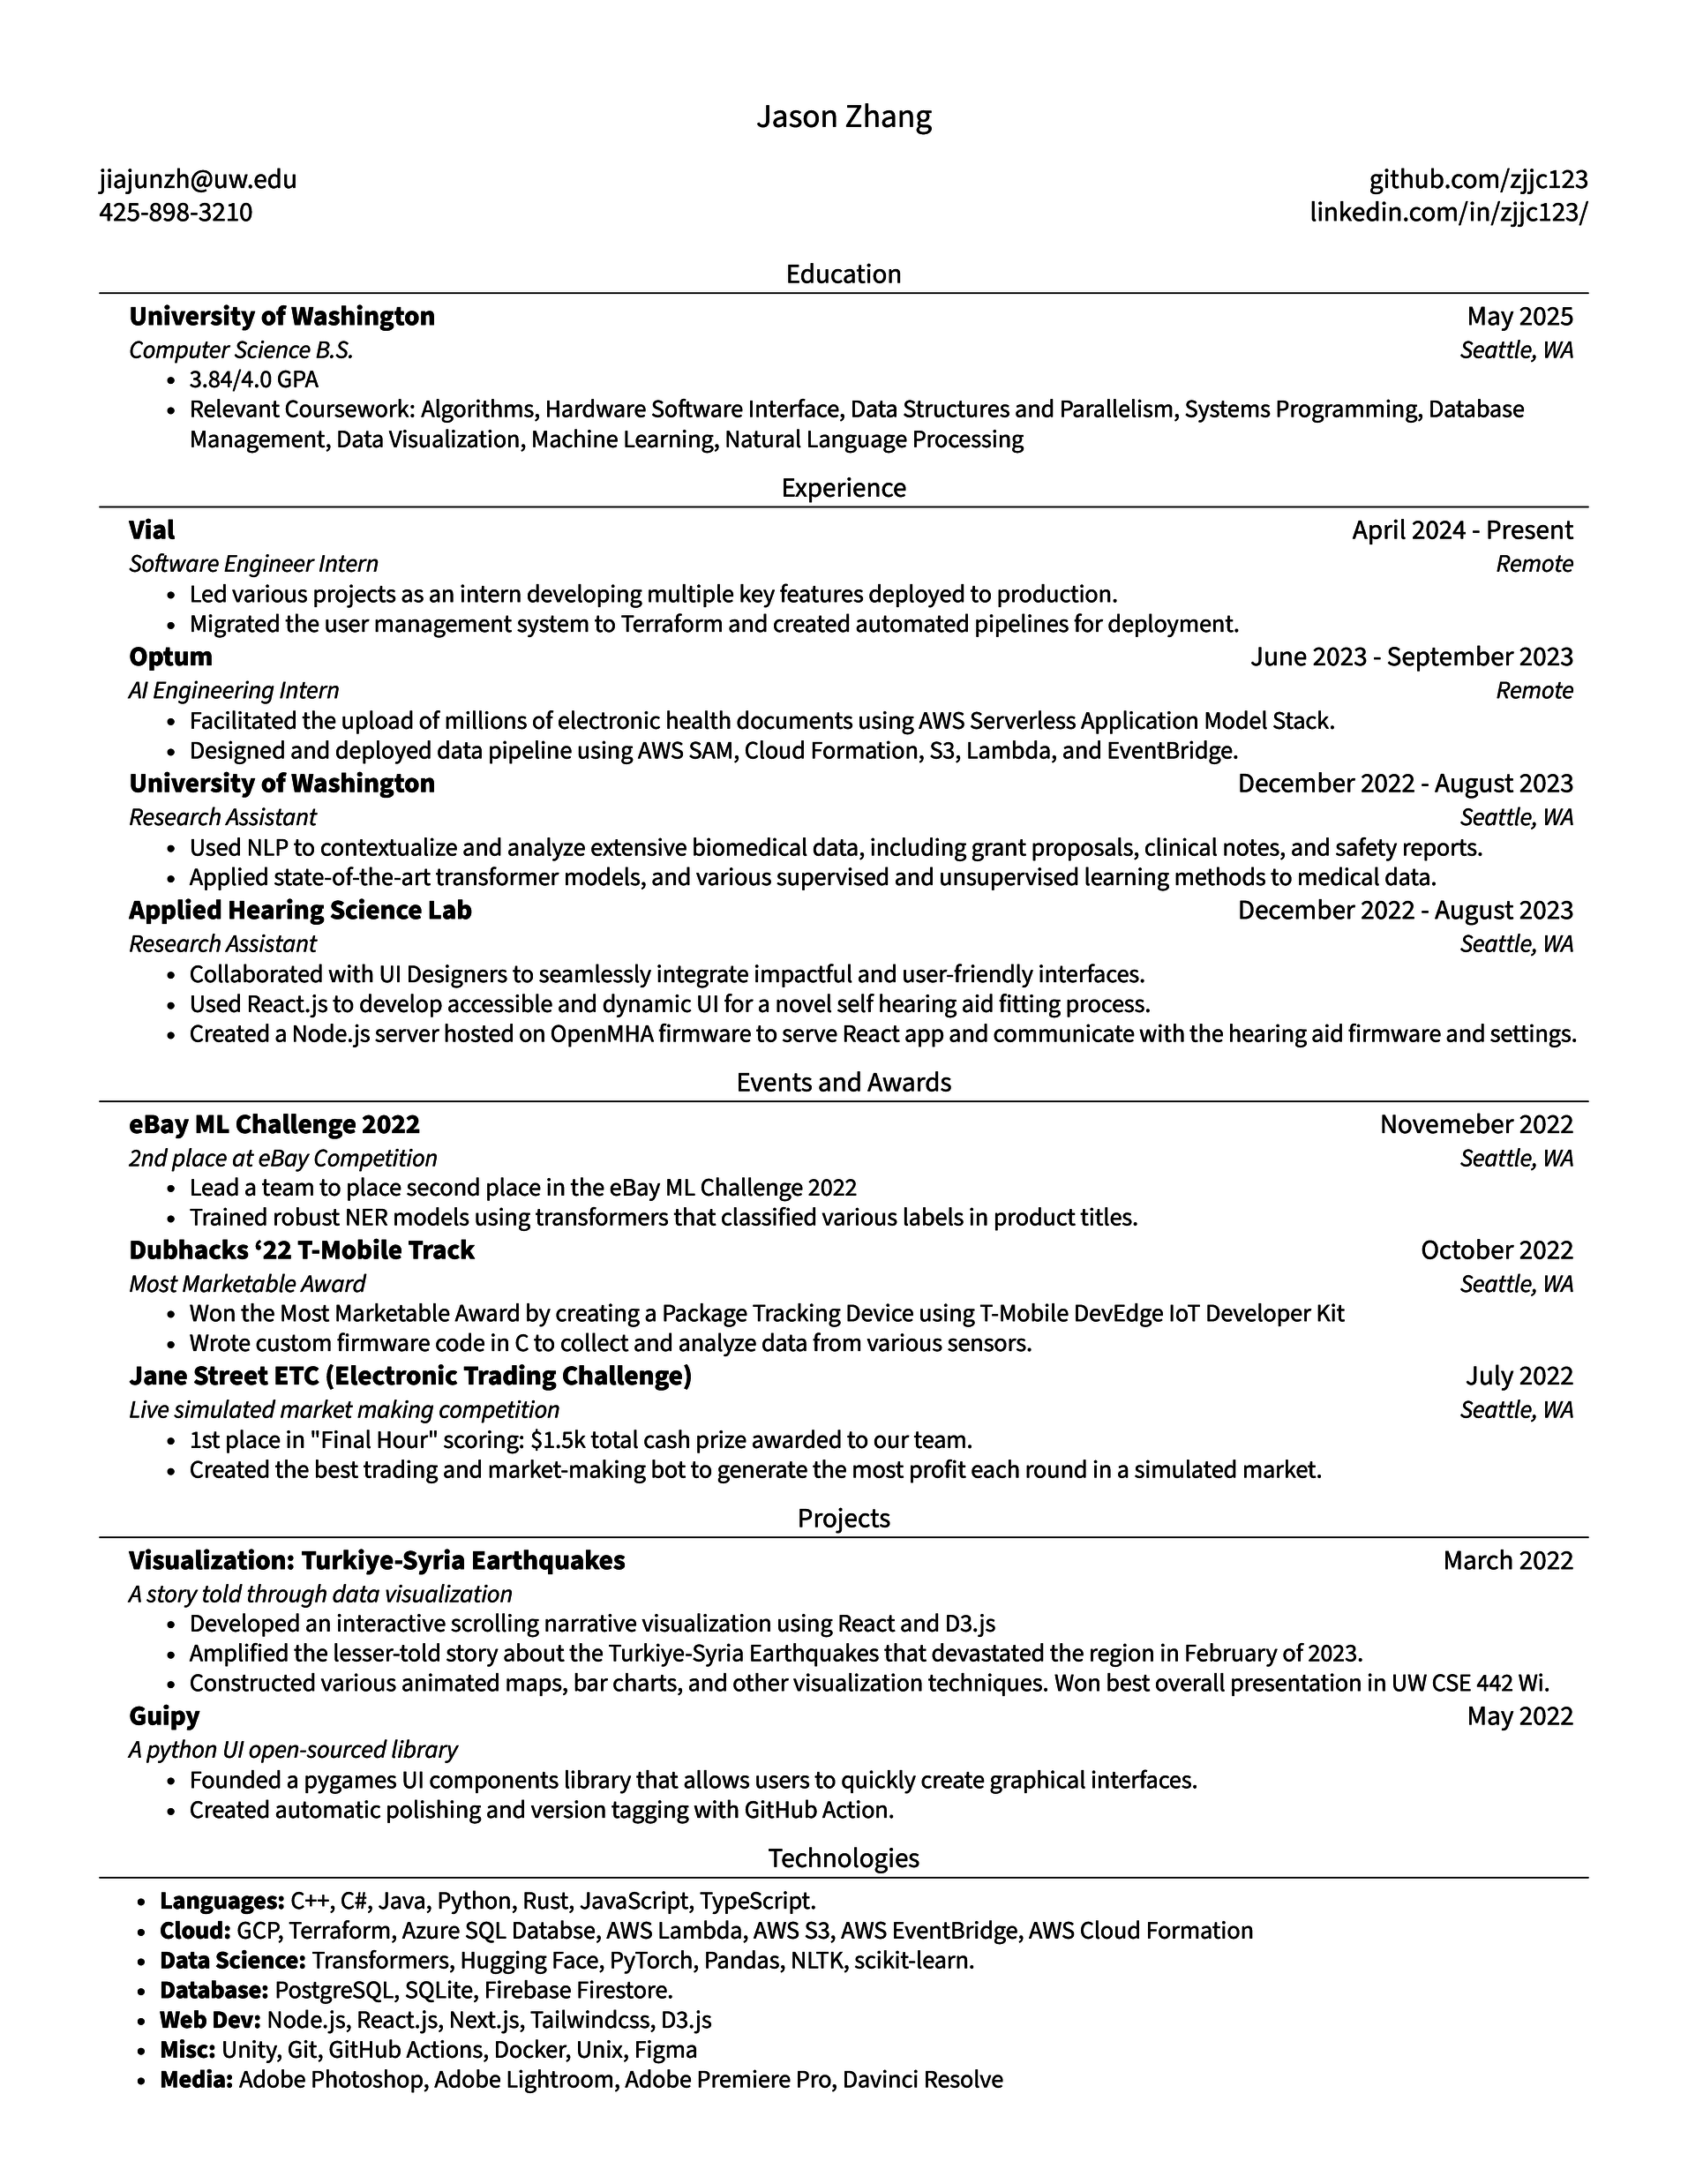 Jason Zhang
jiajunzh@uw.edu
github.com/zjjc123
425-898-3210
linkedin.com/in/zjjc123/
Education
University of Washington
May 2025
Computer Science B.S.
Seattle, WA
• 3.84/4.0 GPA
• Relevant Coursework: Algorithms, Hardware Software Interface, Data Structures and Parallelism, Systems Programming, Database
Management, Data Visualization, Machine Learning, Natural Language Processing
Experience
Vial
April 2024 - Present
Software Engineer Intern
Remote
• Led various projects as an intern developing multiple key features deployed to production.
• Migrated the user management system to Terraform and created automated pipelines for deployment.
Optum
June 2023 - September 2023
AI Engineering Intern
Remote
• Facilitated the upload of millions of electronic health documents using AWS Serverless Application Model Stack.
• Designed and deployed data pipeline using AWS SAM, Cloud Formation, S3, Lambda, and EventBridge.
University of Washington
December 2022 - August 2023
Research Assistant
Seattle, WA
• Used NLP to contextualize and analyze extensive biomedical data, including grant proposals, clinical notes, and safety reports.
• Applied state-of-the-art transformer models, and various supervised and unsupervised learning methods to medical data.
Applied Hearing Science Lab
December 2022 - August 2023
Research Assistant
Seattle, WA
• Collaborated with UI Designers to seamlessly integrate impactful and user-friendly interfaces.
• Used React.js to develop accessible and dynamic UI for a novel self hearing aid fitting process.
• Created a Node.js server hosted on OpenMHA firmware to serve React app and communicate with the hearing aid firmware and settings.
Events and Awards
eBay ML Challenge 2022
Novemeber 2022
2nd place at eBay Competition
Seattle, WA
• Lead a team to place second place in the eBay ML Challenge 2022
• Trained robust NER models using transformers that classified various labels in product titles.
Dubhacks ‘22 T-Mobile Track
October 2022
Most Marketable Award
Seattle, WA
• Won the Most Marketable Award by creating a Package Tracking Device using T-Mobile DevEdge IoT Developer Kit
• Wrote custom firmware code in C to collect and analyze data from various sensors.
Jane Street ETC (Electronic Trading Challenge)
July 2022
Live simulated market making competition
Seattle, WA
• 1st place in "Final Hour" scoring: $1.5k total cash prize awarded to our team.
• Created the best trading and market-making bot to generate the most profit each round in a simulated market.
Projects
Visualization: Turkiye-Syria Earthquakes
March 2022
A story told through data visualization
• Developed an interactive scrolling narrative visualization using React and D3.js
• Amplified the lesser-told story about the Turkiye-Syria Earthquakes that devastated the region in February of 2023.
• Constructed various animated maps, bar charts, and other visualization techniques. Won best overall presentation in UW CSE 442 Wi.
Guipy
May 2022
A python UI open-sourced library
• Founded a pygames UI components library that allows users to quickly create graphical interfaces.
• Created automatic polishing and version tagging with GitHub Action.
Technologies
• Languages: C++, C#, Java, Python, Rust, JavaScript, TypeScript.
• Cloud: GCP, Terraform, Azure SQL Databse, AWS Lambda, AWS S3, AWS EventBridge, AWS Cloud Formation
• Data Science: Transformers, Hugging Face, PyTorch, Pandas, NLTK, scikit-learn.
• Database: PostgreSQL, SQLite, Firebase Firestore.
• Web Dev: Node.js, React.js, Next.js, Tailwindcss, D3.js
• Misc: Unity, Git, GitHub Actions, Docker, Unix, Figma
• Media: Adobe Photoshop, Adobe Lightroom, Adobe Premiere Pro, Davinci Resolve